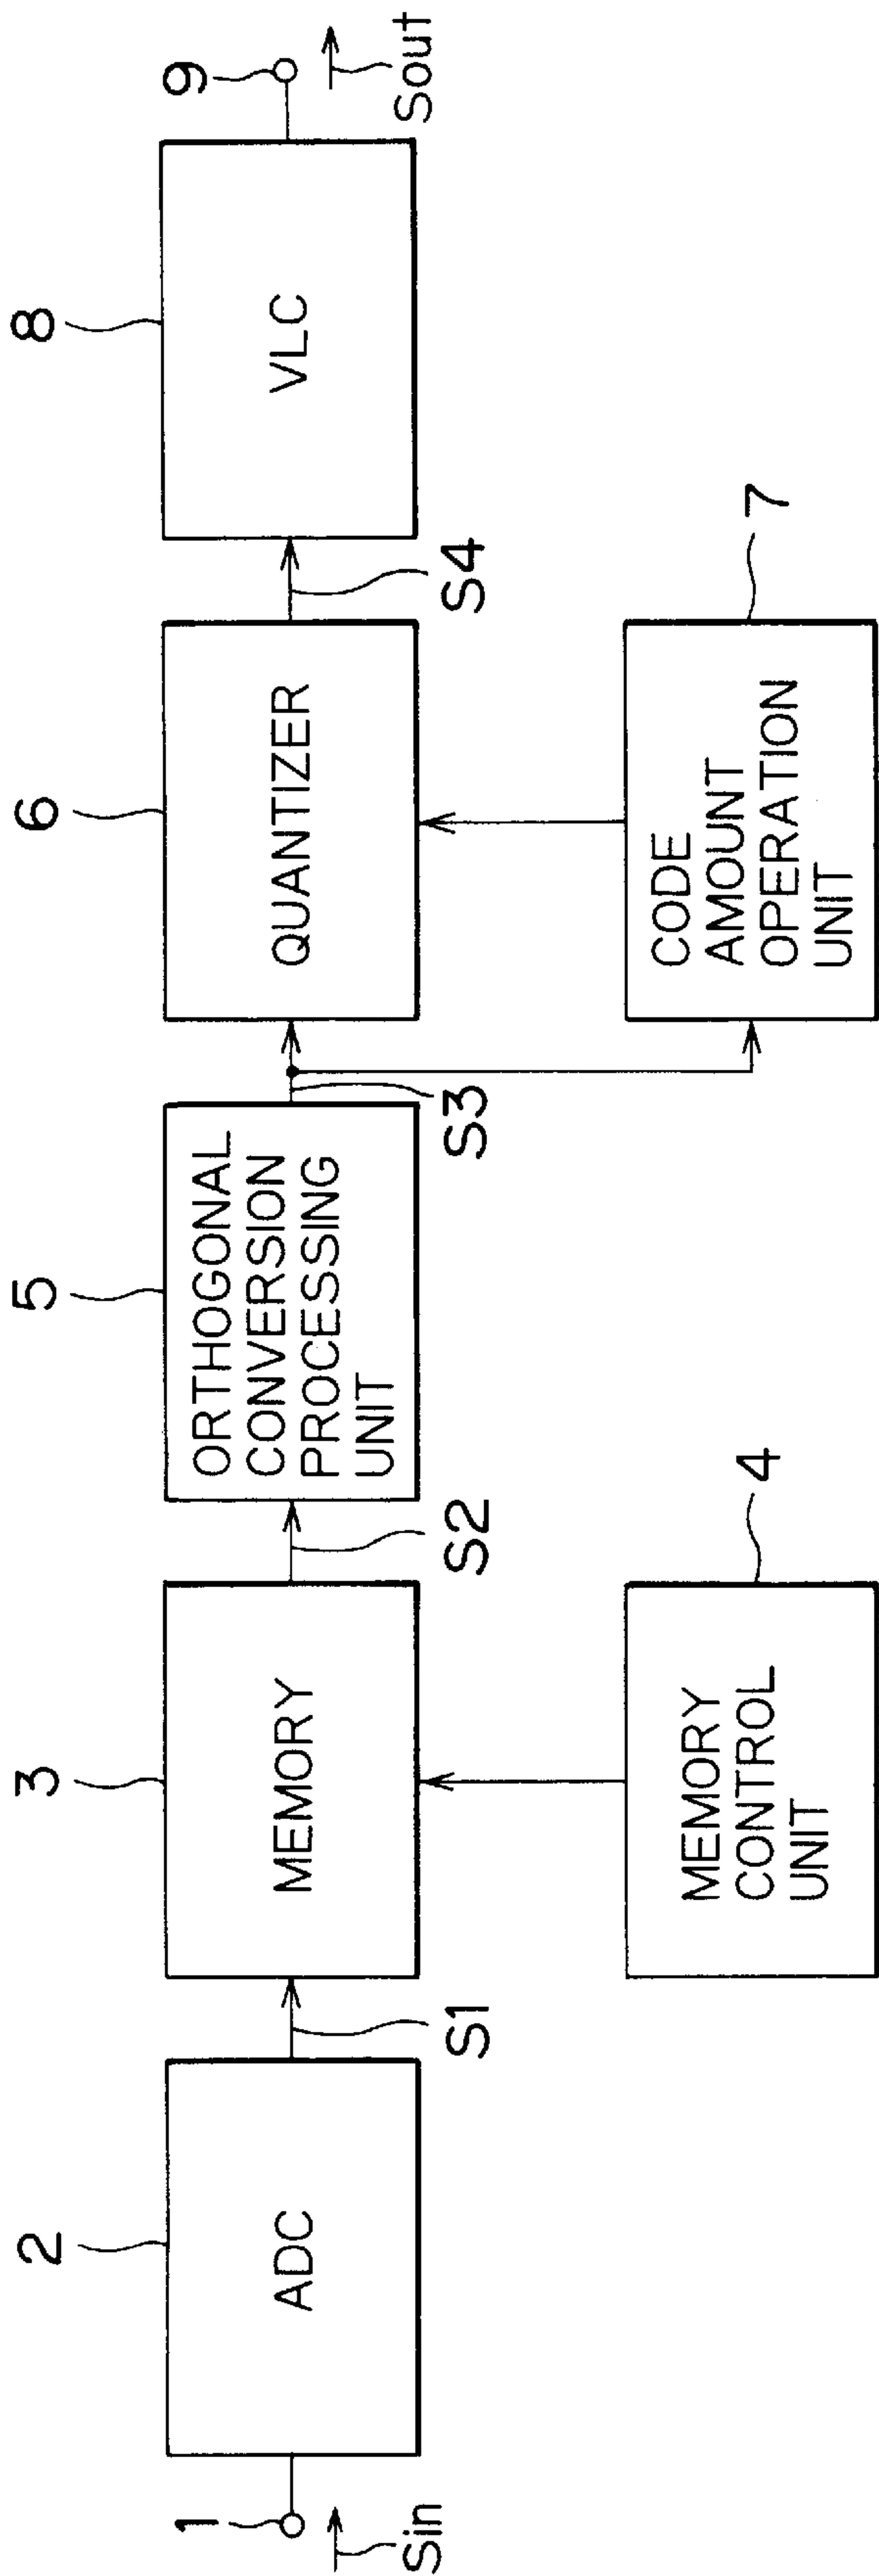 2
3
5
6
8
1
9
ADC
MEMORY
ORTHOGONAL
CONVERSION
PROCESSING
UNIT
QUANTIZER
VLC
Sin
S1
S2
S3
S4
Sout
4
7
MEMORY
CONTROL
UNIT
CODE
AMOUNT
OPERATION
UNIT